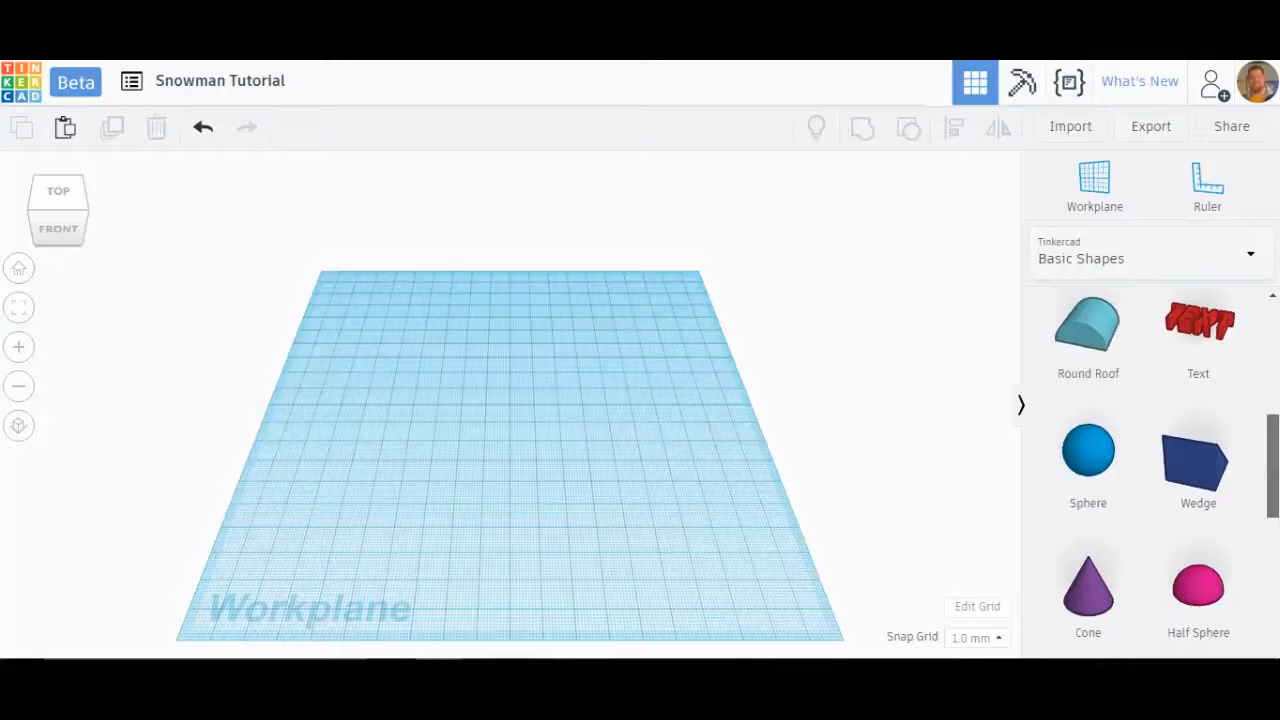 TIN
KER
CAD
Beta
Snowman Tutorial
What's New
Import
Export
Share
TOP
FRONT
Workplane
Ruler
Tinkercad
Basic Shapes
Round Roof
TEXT
Text
Sphere
Wedge
Cone
Half Sphere
Workplane
Edit Grid
Snap Grid
1.0 mm